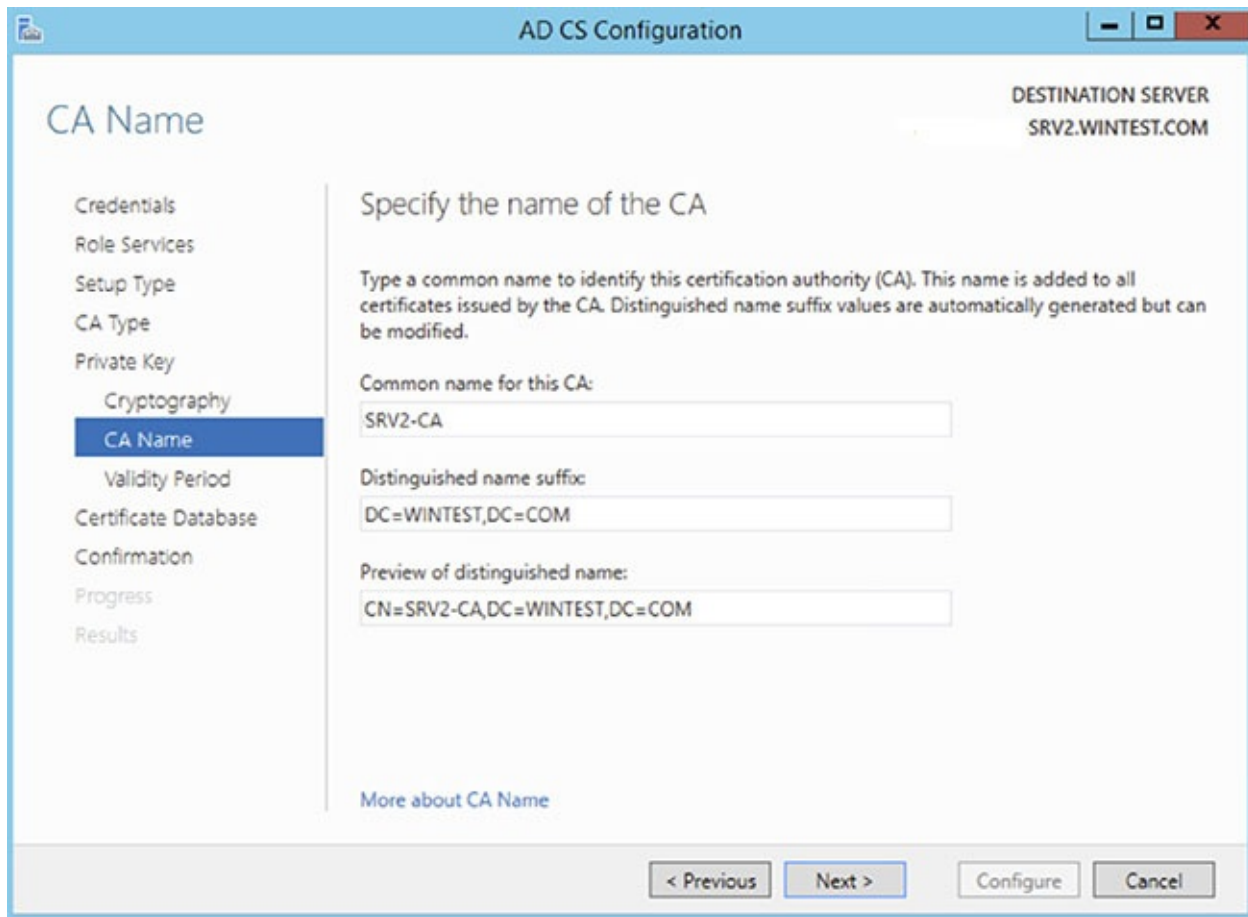 AD CS Configuration
CA Name
DESTINATION SERVER
SRV2.WINTEST.COM
Credentials
Role Services
Setup Type
CA Type
Private Key
Cryptography
CA Name
Validity Period
Certificate Database
Confirmation
Progress
Results
Specify the name of the CA
Type a common name to identify this certification authority (CA). This name is added to all
certificates issued by the CA. Distinguished name suffix values are automatically generated but can
be modified.
Common name for this CA:
SRV2-CA
Distinguished name suffix:
DC=WINTEST,DC=COM
Preview of distinguished name:
CN=SRV2-CA,DC=WINTEST,DC=COM
More about CA Name
< Previous
Next >
Configure
Cancel